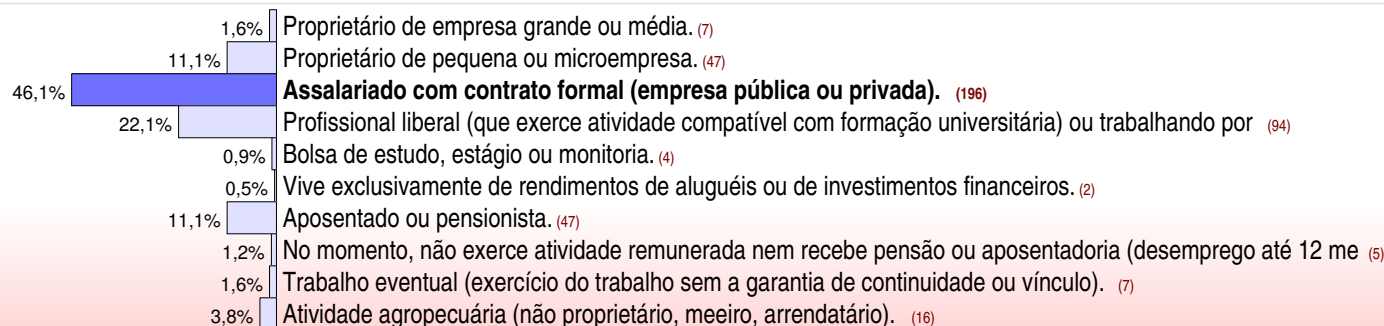 1,6% Proprietário de empresa grande ou média. (7)
11,1% Proprietário de pequena ou microempresa. (47)
46,1% Assalariado com contrato formal (empresa pública ou privada). (196)
22,1% Profissional liberal (que exerce atividade compatível com formação universitária) ou trabalhando por (94)
0,9% Bolsa de estudo, estágio ou monitoria. (4)
0,5% Vive exclusivamente de rendimentos de aluguéis ou de investimentos financeiros. (2)
11,1% Aposentado ou pensionista. (47)
1,2% No momento, não exerce atividade remunerada nem recebe pensão ou aposentadoria (desemprego até 12 me (5)
1,6% Trabalho eventual (exercício do trabalho sem a garantia de continuidade ou vínculo). (7)
3,8% Atividade agropecuária (não proprietário, meeiro, arrendatário). (16)